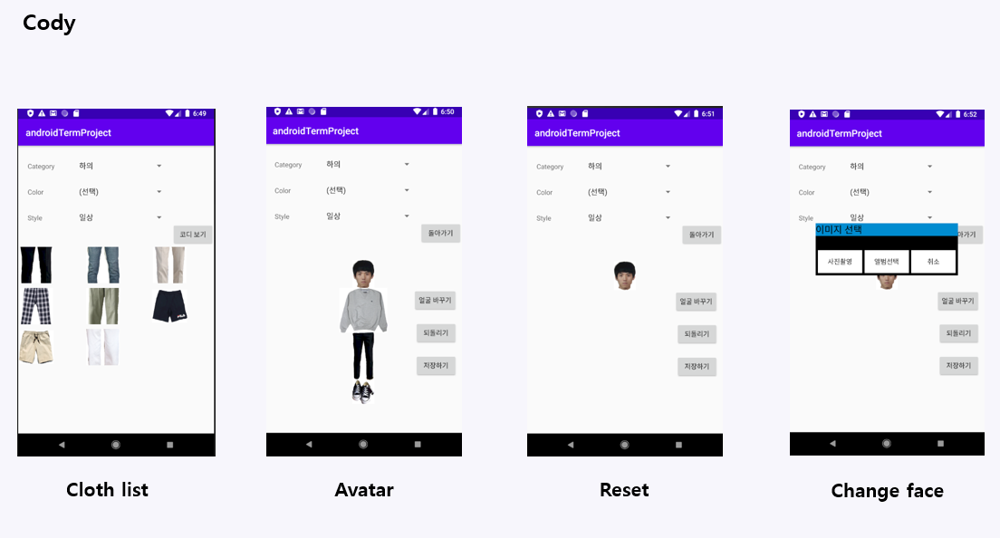 Cody
6:49
androidTermProject
Category 하의
Color (선택)
Style 일상
코디 보기
Cloth list
6:50
androidTermProject
Category 하의
Color (선택)
Style 일상
돌아가기
얼굴 바꾸기
되돌리기
저장하기
Avatar
6:51
androidTermProject
Category 하의
Color (선택)
Style 일상
돌아가기
얼굴 바꾸기
되돌리기
저장하기
Reset
6:52
androidTermProject
Category 하의
Color (선택)
Style 일상
아가기
이미지 선택
사진촬영 앨범선택 취소
얼굴 바꾸기
되돌리기
저장하기
Change face